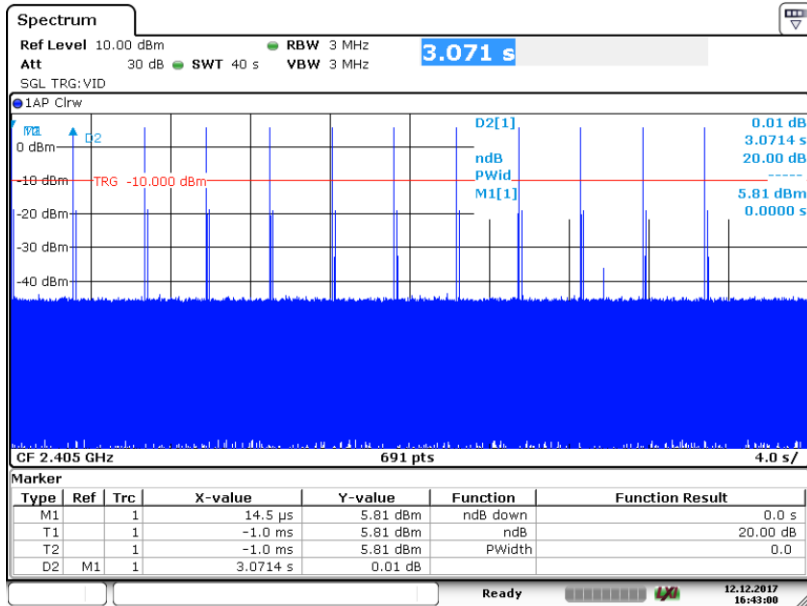 Spectrum
Ref Level 10.00 dBm RBW 3 MHz
3.071 s
Att 30 dB SWT 40 s VBW 3 MHz
SGL TRG:VID
1AP Clrw
D2[1] 0.01 dB
3.0714 s
D2
0 dBm
ndB 20.00 dB
PWid -----
-10 dBm TRG -10.000 dBm
M1[1] 5.81 dBm
0.0000 s
-20 dBm
-30 dBm
-40 dBm
CF 2.405 GHz 691 pts 4.0 s/
Marker
Type Ref Trc X-value Y-value Function Function Result
M1 1 14.5 µs 5.81 dBm ndB down 0.0 s
T1 1 -1.0 ms 5.81 dBm ndB 20.00 dB
T2 1 -1.0 ms 5.81 dBm PWidth 0.0
D2 M1 1 3.0714 s 0.01 dB
Ready LXI 12.12.2017
16:43:00